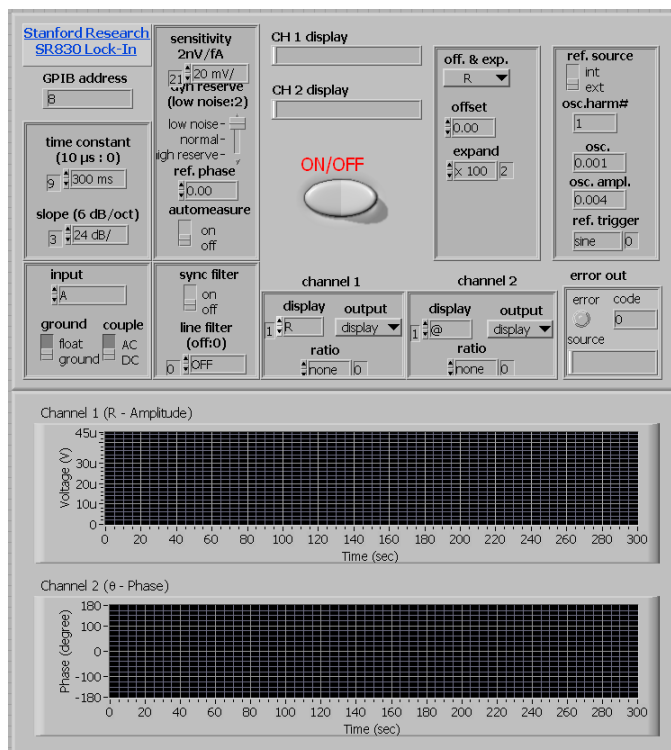 Stanford Research
SR830 Lock-In
GPIB address
8
time constant
(10 µs : 0)
9 300 ms
slope (6 dB/oct)
3 24 dB/
input
A
ground couple
float AC
ground DC
sensitivity
2nV/fA
21 20 mV/
dyn reserve
(low noise:2)
low noise
normal
high reserve
ref. phase
0.00
automeasure
on
off
sync filter
on
off
line filter
(off:0)
0 OFF
CH 1 display
CH 2 display
ON/OFF
off. & exp.
R
offset
0.00
expand
x 100 2
ref. source
int
ext
osc.harm#
1
osc.
0.001
osc. ampl.
0.004
ref. trigger
sine 0
channel 1
display output
1 R display
ratio
none 0
channel 2
display output
1 @ display
ratio
none 0
error out
error code
0
source
Channel 1 (R - Amplitude)
Voltage (V)
45u
30u
20u
10u
0
0 20 40 60 80 100 120 140 160 180 200 220 240 260 280 300
Time (sec)
Channel 2 (θ - Phase)
Phase (degree)
180
100
0
-100
-180
0 20 40 60 80 100 120 140 160 180 200 220 240 260 280 300
Time (sec)